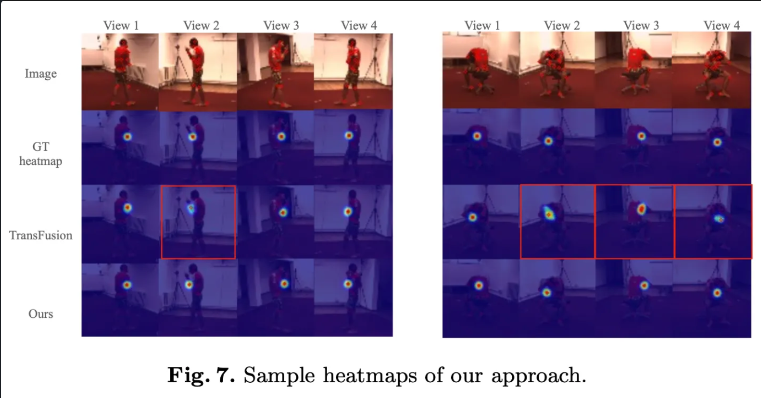 View 1 View 2 View 3 View 4 View 1 View 2 View 3 View 4
Image
GT
heatmap
TransFusion
Ours
Fig. 7. Sample heatmaps of our approach.